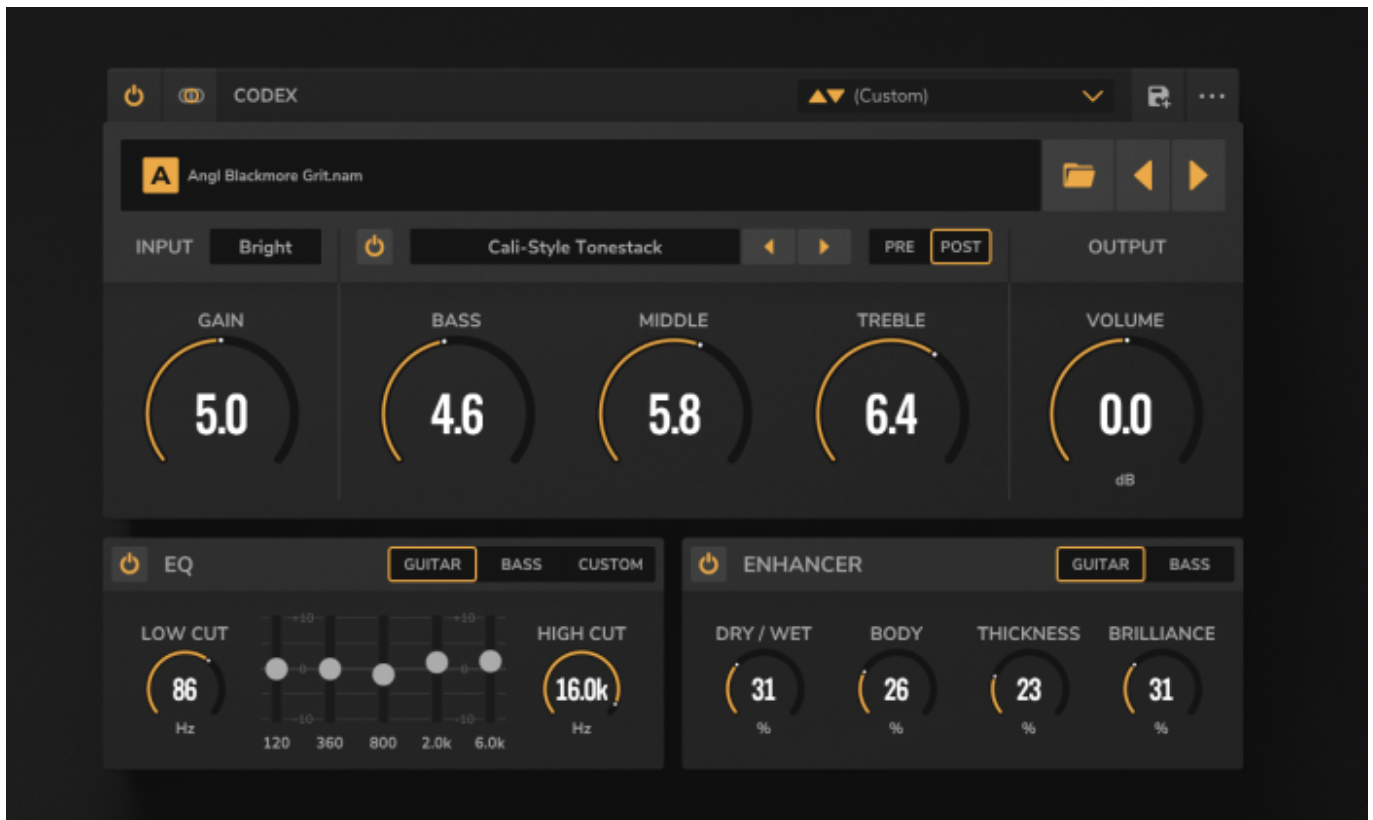 CODEX (Custom)
A Angl Blackmore Grit.nam
INPUT Bright Cali-Style Tonestack PRE POST OUTPUT
GAIN BASS MIDDLE TREBLE VOLUME
5.0 4.6 5.8 6.4 0.0
dB
EQ GUITAR BASS CUSTOM
LOW CUT +10 +10 HIGH CUT
86 0 0 16.0k
Hz -10 -10 Hz
120 360 800 2.0k 6.0k
ENHANCER GUITAR BASS
DRY / WET BODY THICKNESS BRILLIANCE
31 26 23 31
% % % %